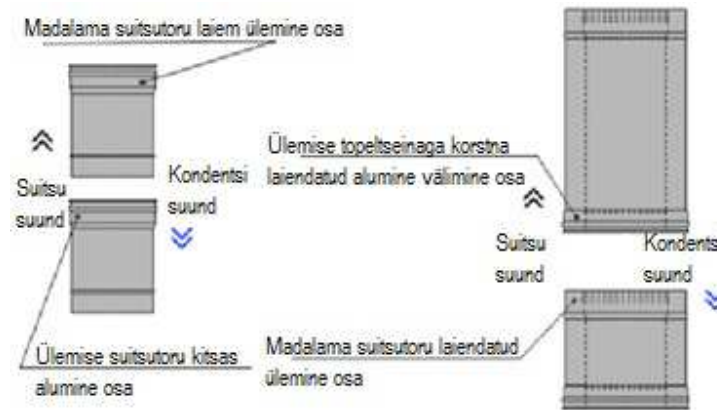 Madalama suitsutoru laiem ülemine osa
Suitsu
suund
Kondentsi
suund
Ülemise suitsutoru kitsas
alumine osa
Ülemise topeltseinaga korstna
laiendatud alumine välimine osa
Suitsu
suund
Kondentsi
suund
Madalama suitsutoru laiendatud
ülemine osa